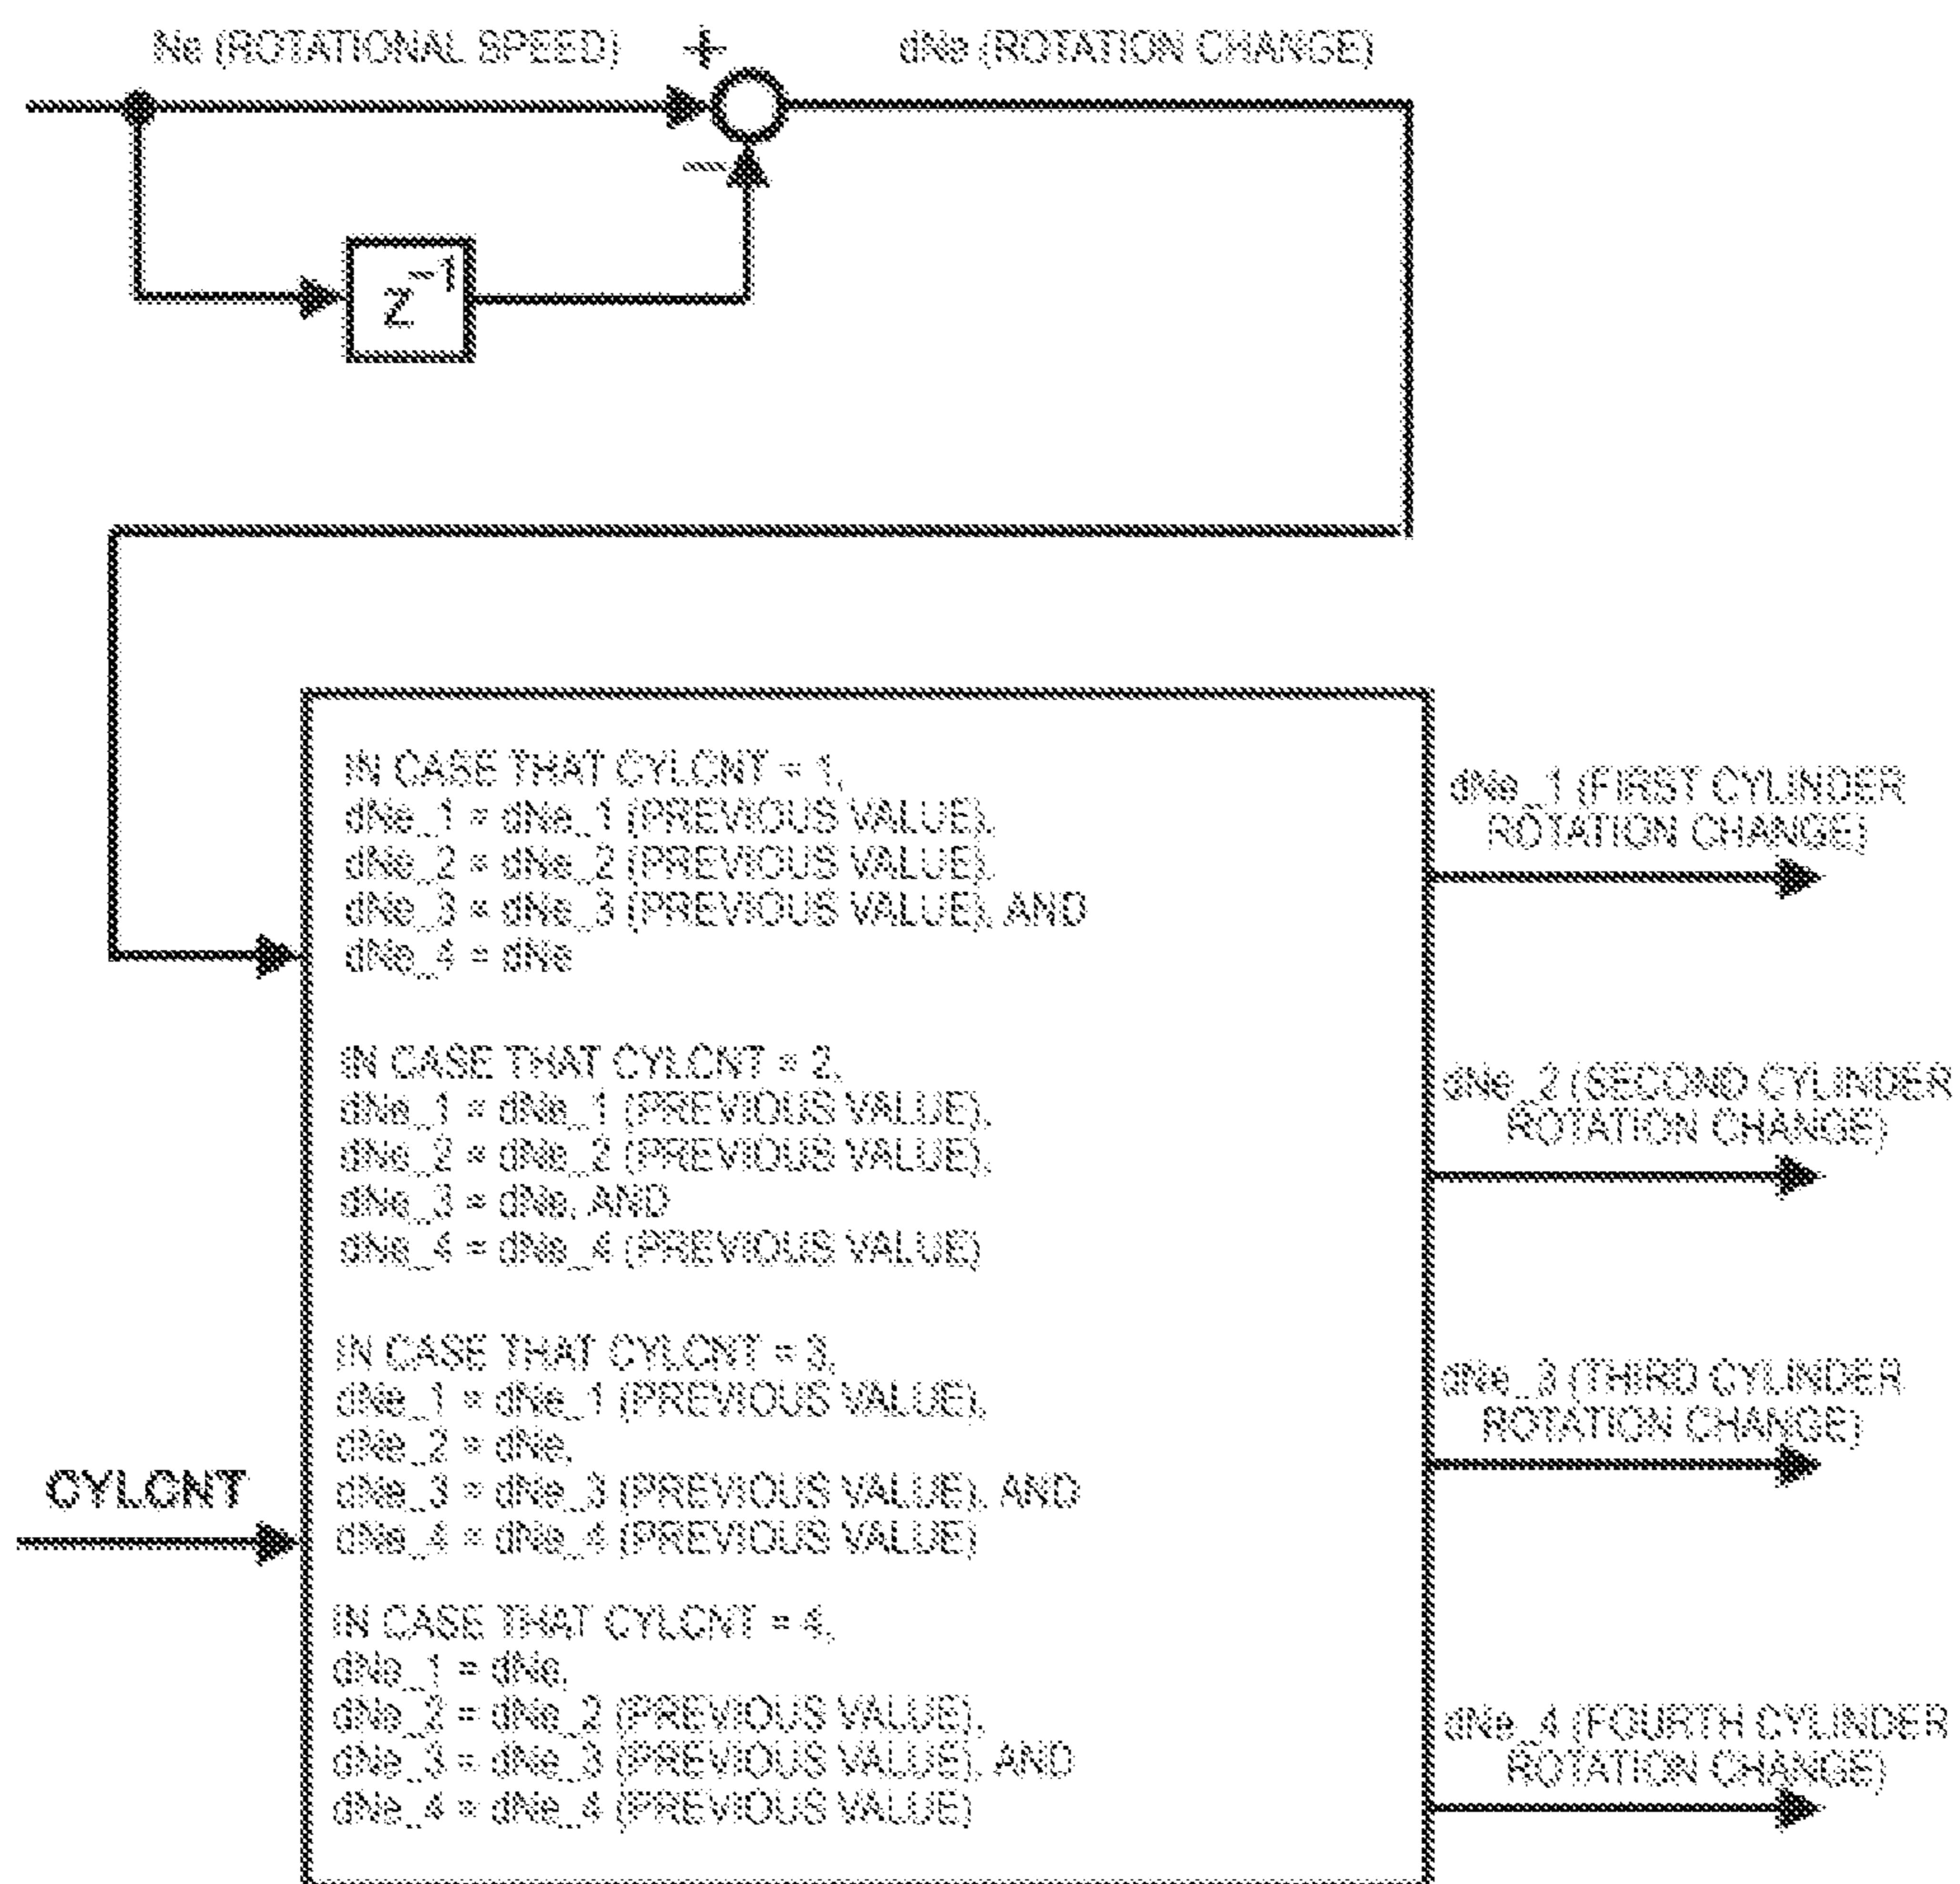 Ne (ROTATIONAL SPEED)
+
dNe (ROTATION CHANGE)
−
z⁻¹
IN CASE THAT CYLCNT = 1,
dNe_1 = dNe_1 (PREVIOUS VALUE),
dNe_2 = dNe_2 (PREVIOUS VALUE),
dNe_3 = dNe_3 (PREVIOUS VALUE), AND
dNe_4 = dNe
IN CASE THAT CYLCNT = 2,
dNe_1 = dNe_1 (PREVIOUS VALUE),
dNe_2 = dNe_2 (PREVIOUS VALUE),
dNe_3 = dNe, AND
dNe_4 = dNe_4 (PREVIOUS VALUE)
IN CASE THAT CYLCNT = 3,
dNe_1 = dNe_1 (PREVIOUS VALUE),
dNe_2 = dNe,
dNe_3 = dNe_3 (PREVIOUS VALUE), AND
dNe_4 = dNe_4 (PREVIOUS VALUE)
IN CASE THAT CYLCNT = 4,
dNe_1 = dNe,
dNe_2 = dNe_2 (PREVIOUS VALUE),
dNe_3 = dNe_3 (PREVIOUS VALUE), AND
dNe_4 = dNe_4 (PREVIOUS VALUE)
CYLCNT
dNe_1 (FIRST CYLINDER
ROTATION CHANGE)
dNe_2 (SECOND CYLINDER
ROTATION CHANGE)
dNe_3 (THIRD CYLINDER
ROTATION CHANGE)
dNe_4 (FOURTH CYLINDER
ROTATION CHANGE)